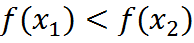 f(x₁) < f(x₂)